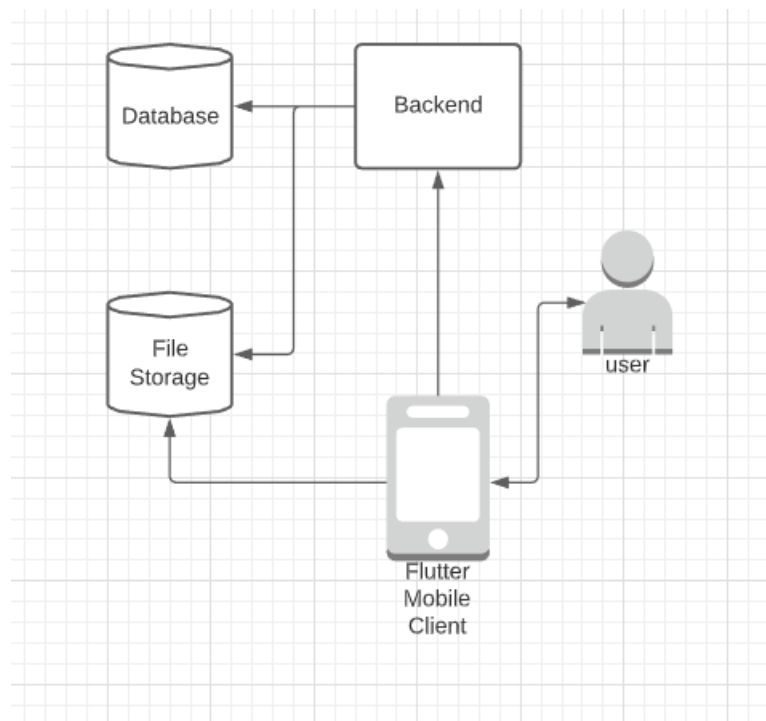 Database
Backend
File
Storage
user
Flutter
Mobile
Client